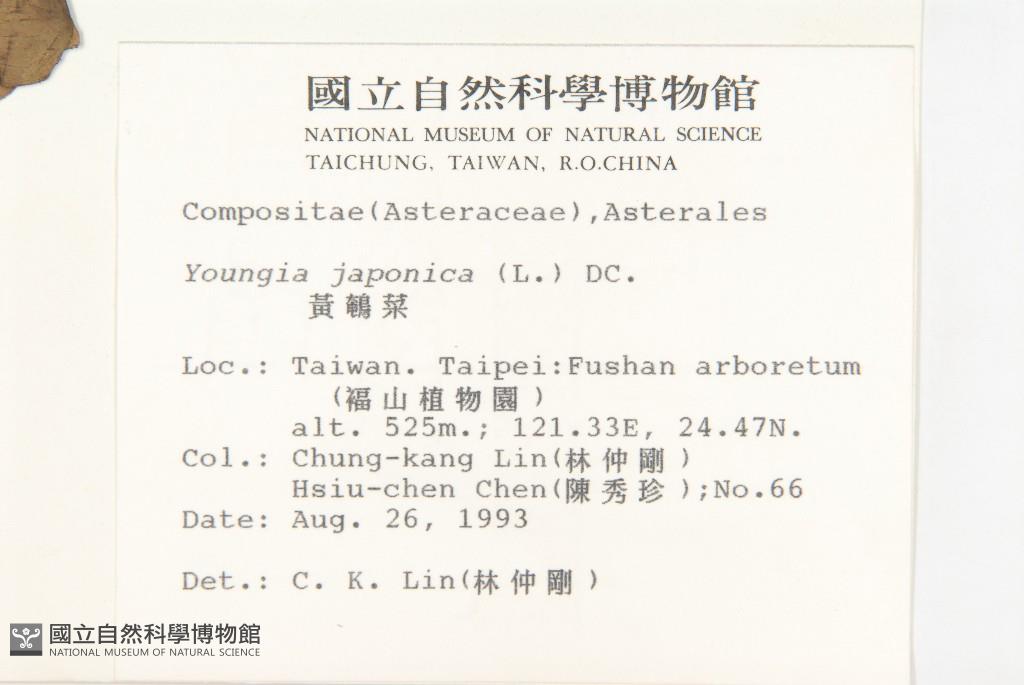 國立自然科學博物館
NATIONAL MUSEUM OF NATURAL SCIENCE
TAICHUNG, TAIWAN, R.O.CHINA
Compositae(Asteraceae),Asterales
Youngia japonica (L.) DC.
黃鵪菜
Loc.: Taiwan. Taipei:Fushan arboretum
(福山植物園)
alt. 525m.; 121.33E, 24.47N.
Col.: Chung-kang Lin(林仲剛)
Hsiu-chen Chen(陳秀珍);No.66
Date: Aug. 26, 1993
Det.: C. K. Lin(林仲剛)
國立自然科學博物館
NATIONAL MUSEUM OF NATURAL SCIENCE